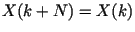 X(k + N) = X(k)